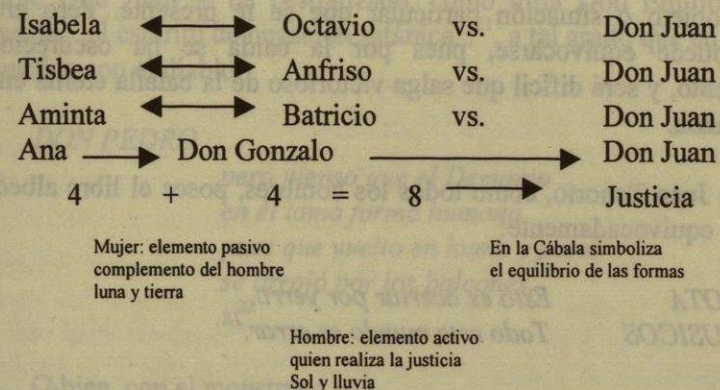 Isabela Octavio vs. Don Juan
Tisbea Anfriso vs. Don Juan
Aminta Batricio vs. Don Juan
Ana Don Gonzalo Don Juan
4 + 4 = 8 Justicia
Mujer: elemento pasivo
complemento del hombre
luna y tierra
En la Cábala simboliza
el equilibrio de las formas
Hombre: elemento activo
quien realiza la justicia
Sol y lluvia